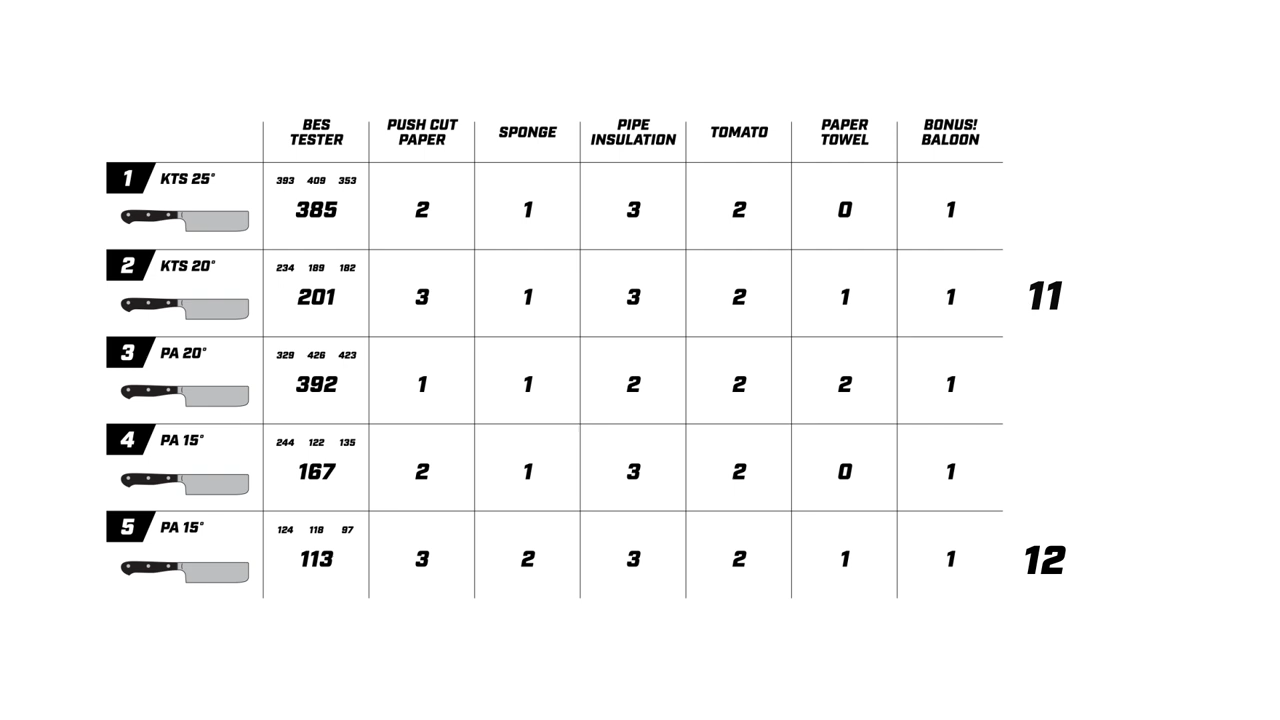 BES TESTER
PUSH CUT PAPER
SPONGE
PIPE INSULATION
TOMATO
PAPER TOWEL
BONUS! BALOON
1 KTS 25°
393 409 353
385 2 1 3 2 0 1
2 KTS 20°
234 189 182
201 3 1 3 2 1 1 11
3 PA 20°
329 426 423
392 1 1 2 2 2 1
4 PA 15°
244 122 135
167 2 1 3 2 0 1
5 PA 15°
124 118 97
113 3 2 3 2 1 1 12